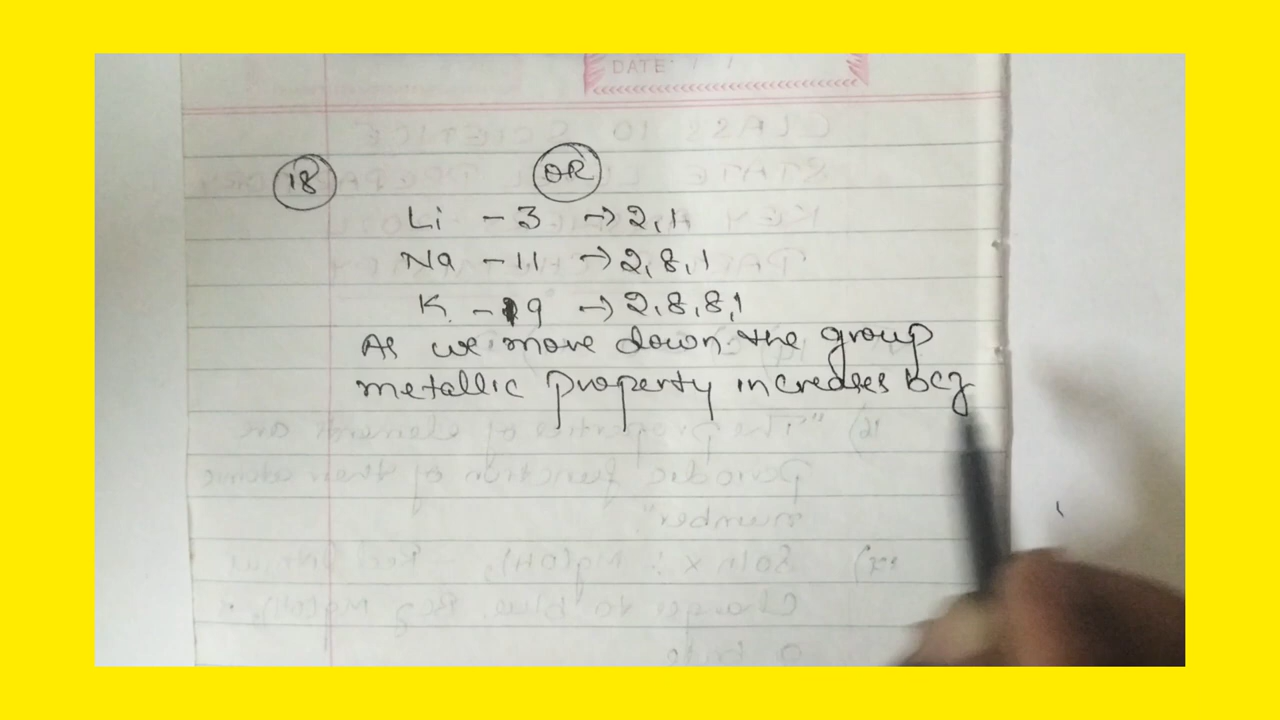 DATE:
18 OR
Li - 3 → 2,1
Na - 11 → 2,8,1
K - 19 → 2,8,8,1
As we move down the group
metallic property increases bcz